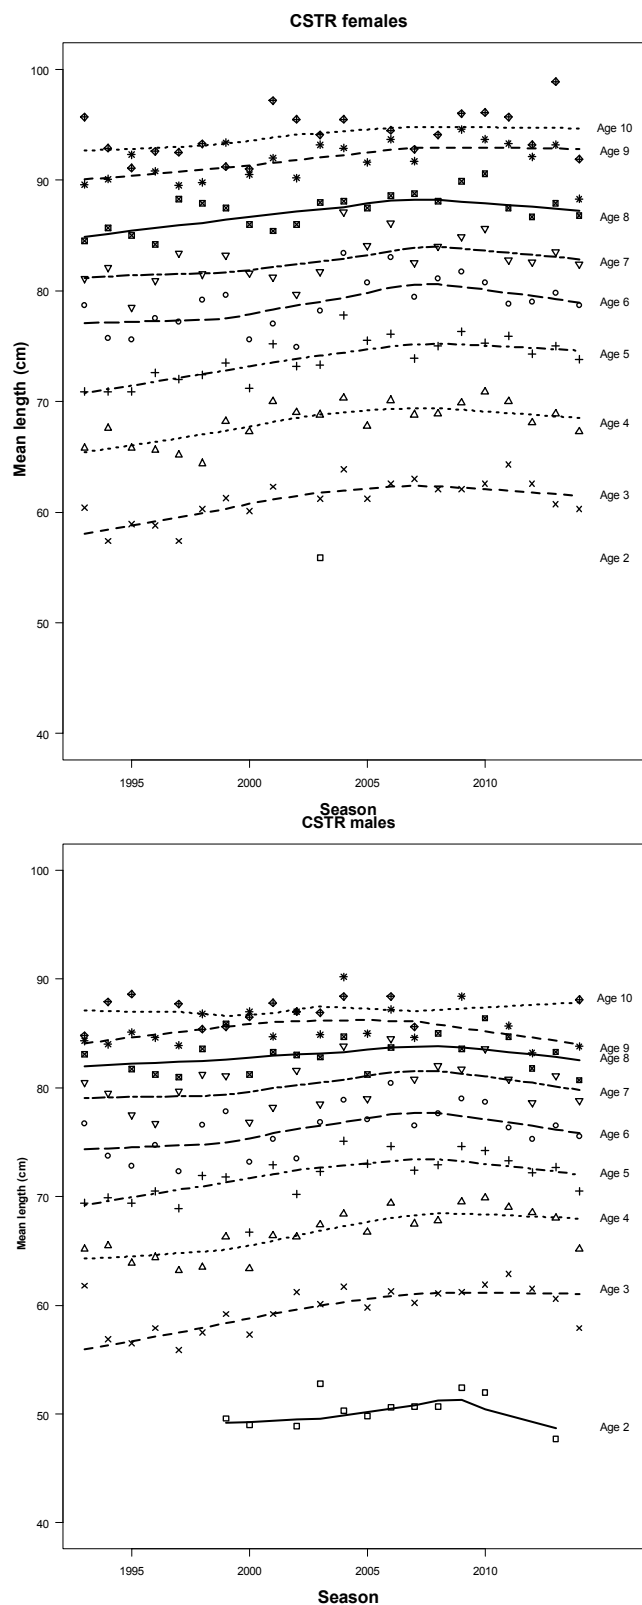 CSTR females
100
90
80
70
60
50
40
Mean length (cm)
Age 10
Age 9
Age 8
Age 7
Age 6
Age 5
Age 4
Age 3
Age 2
1995
2000
2005
2010
Season
CSTR males
100
90
80
70
60
50
40
Mean length (cm)
Age 10
Age 9
Age 8
Age 7
Age 6
Age 5
Age 4
Age 3
Age 2
1995
2000
2005
2010
Season